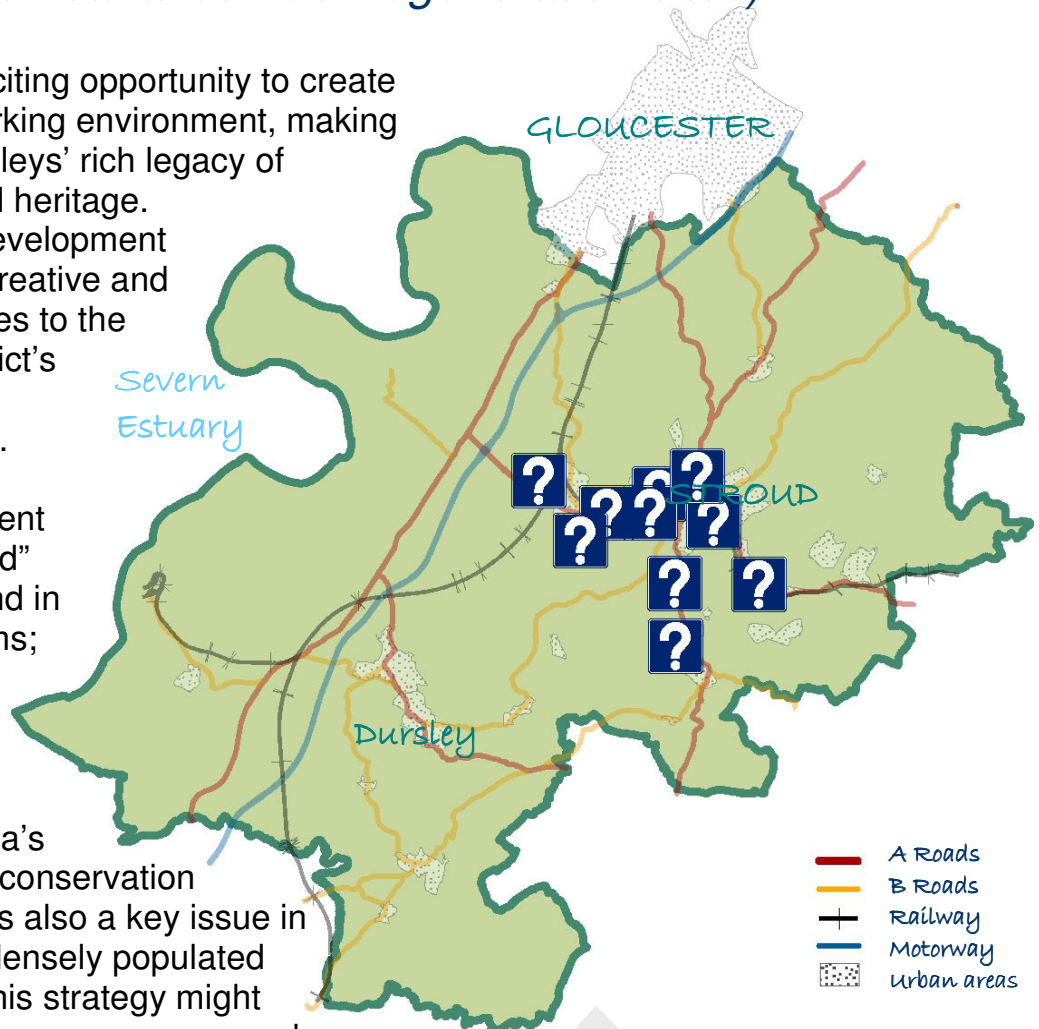 citing opportunity to create
rking environment, making
leys’ rich legacy of
heritage.
evelopment
reative and
es to the
ict’s
.
ent
d”
nd in
ns;
a’s
conservation
s also a key issue in
densely populated
his strategy might
GLOUCESTER
Severn
Estuary
STROUD
Dursley
? ? ? ? ? ? ? ? ? ?
A Roads
B Roads
Railway
Motorway
Urban areas